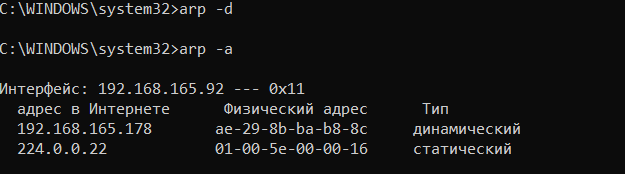 C:\WINDOWS\system32>arp -d
C:\WINDOWS\system32>arp -a
Интерфейс: 192.168.165.92 --- 0x11
адрес в Интернете Физический адрес Тип
192.168.165.178 ae-29-8b-ba-b8-8c динамический
224.0.0.22 01-00-5e-00-00-16 статический